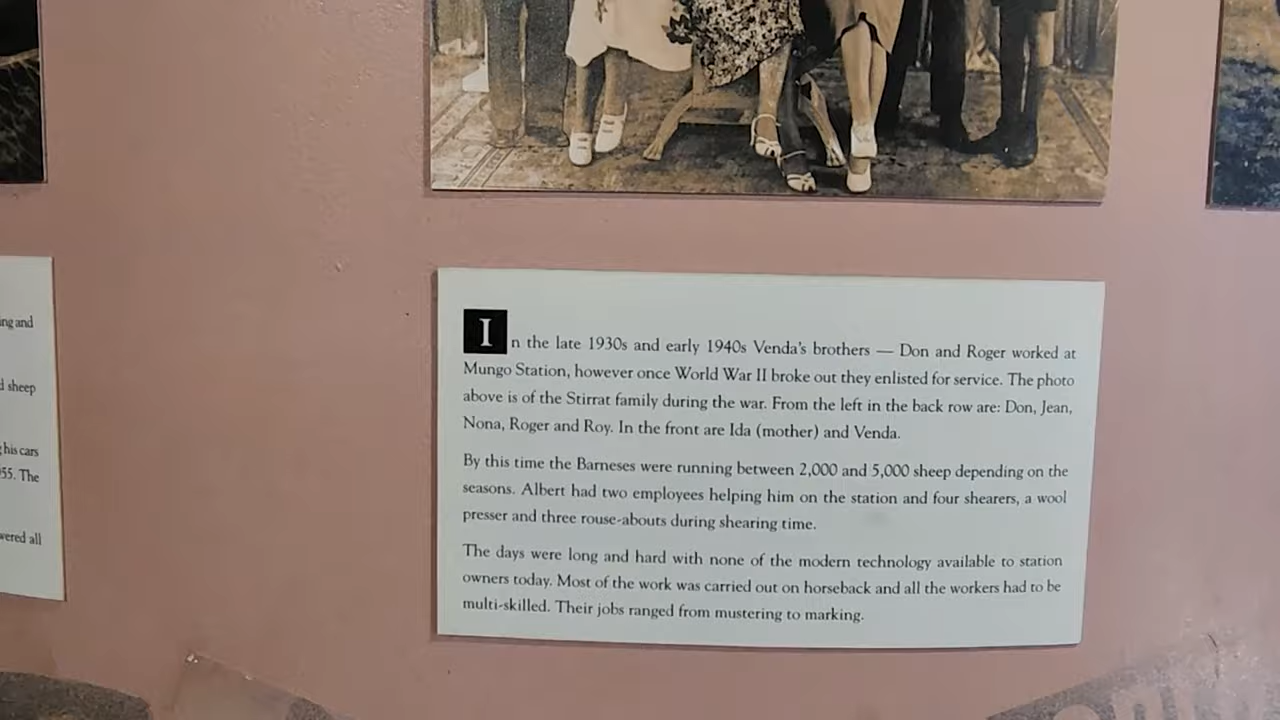 ing and
d sheep
his cars
55. The
wered all
In the late 1930s and early 1940s Venda's brothers — Don and Roger worked at
Mungo Station, however once World War II broke out they enlisted for service. The photo
above is of the Stirrat family during the war. From the left in the back row are: Don, Jean,
Nona, Roger and Roy. In the front are Ida (mother) and Venda.
By this time the Barneses were running between 2,000 and 5,000 sheep depending on the
seasons. Albert had two employees helping him on the station and four shearers, a wool
presser and three rouse-abouts during shearing time.
The days were long and hard with none of the modern technology available to station
owners today. Most of the work was carried out on horseback and all the workers had to be
multi-skilled. Their jobs ranged from mustering to marking.